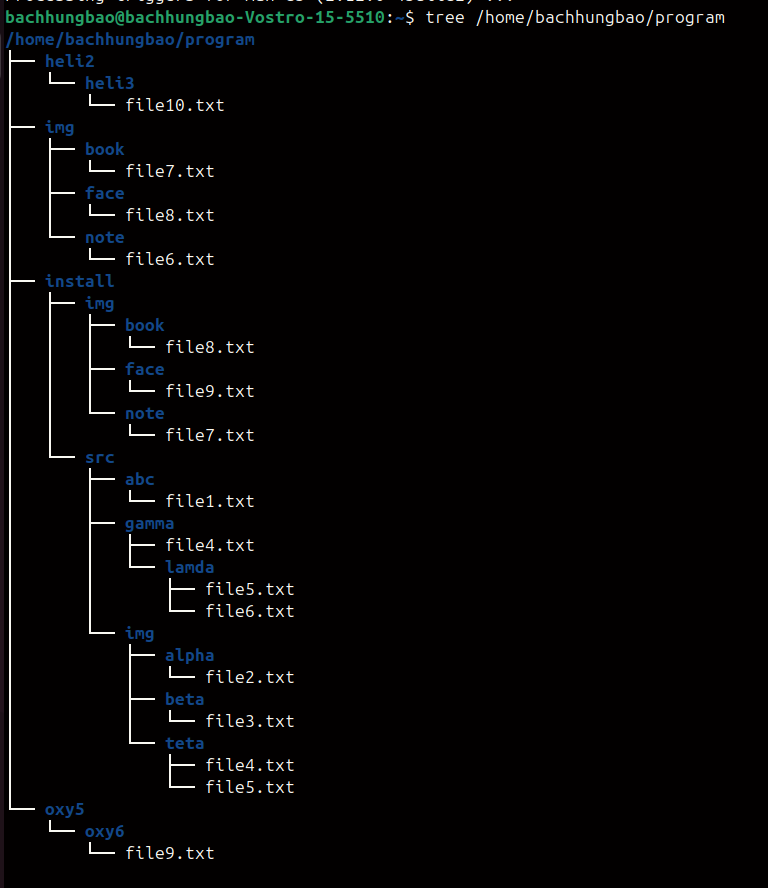 bachhungbao@bachhungbao-Vostro-15-5510:~$ tree /home/bachhungbao/program
/home/bachhungbao/program
├── heli2
│   └── heli3
│       └── file10.txt
├── img
│   ├── book
│   │   └── file7.txt
│   ├── face
│   │   └── file8.txt
│   └── note
│       └── file6.txt
├── install
│   ├── img
│   │   ├── book
│   │   │   └── file8.txt
│   │   ├── face
│   │   │   └── file9.txt
│   │   └── note
│   │       └── file7.txt
│   └── src
│       ├── abc
│       │   └── file1.txt
│       ├── gamma
│       │   ├── file4.txt
│       │   └── lamda
│       │       ├── file5.txt
│       │       └── file6.txt
│       └── img
│           ├── alpha
│           │   └── file2.txt
│           ├── beta
│           │   └── file3.txt
│           └── teta
│               ├── file4.txt
│               └── file5.txt
└── oxy5
    └── oxy6
        └── file9.txt